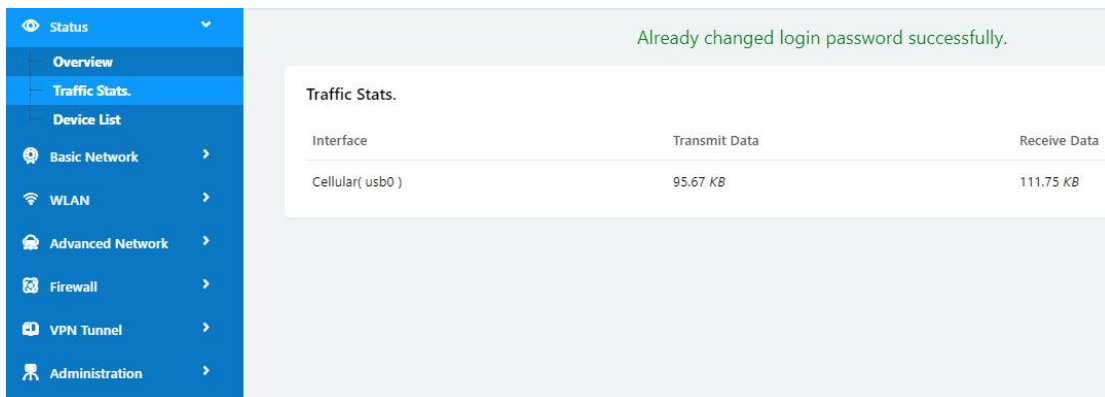 Status
Overview
Traffic Stats.
Device List
Basic Network
WLAN
Advanced Network
Firewall
VPN Tunnel
Administration
Already changed login password successfully.
Traffic Stats.
Interface Transmit Data Receive Data
Cellular( usb0 ) 95.67 KB 111.75 KB